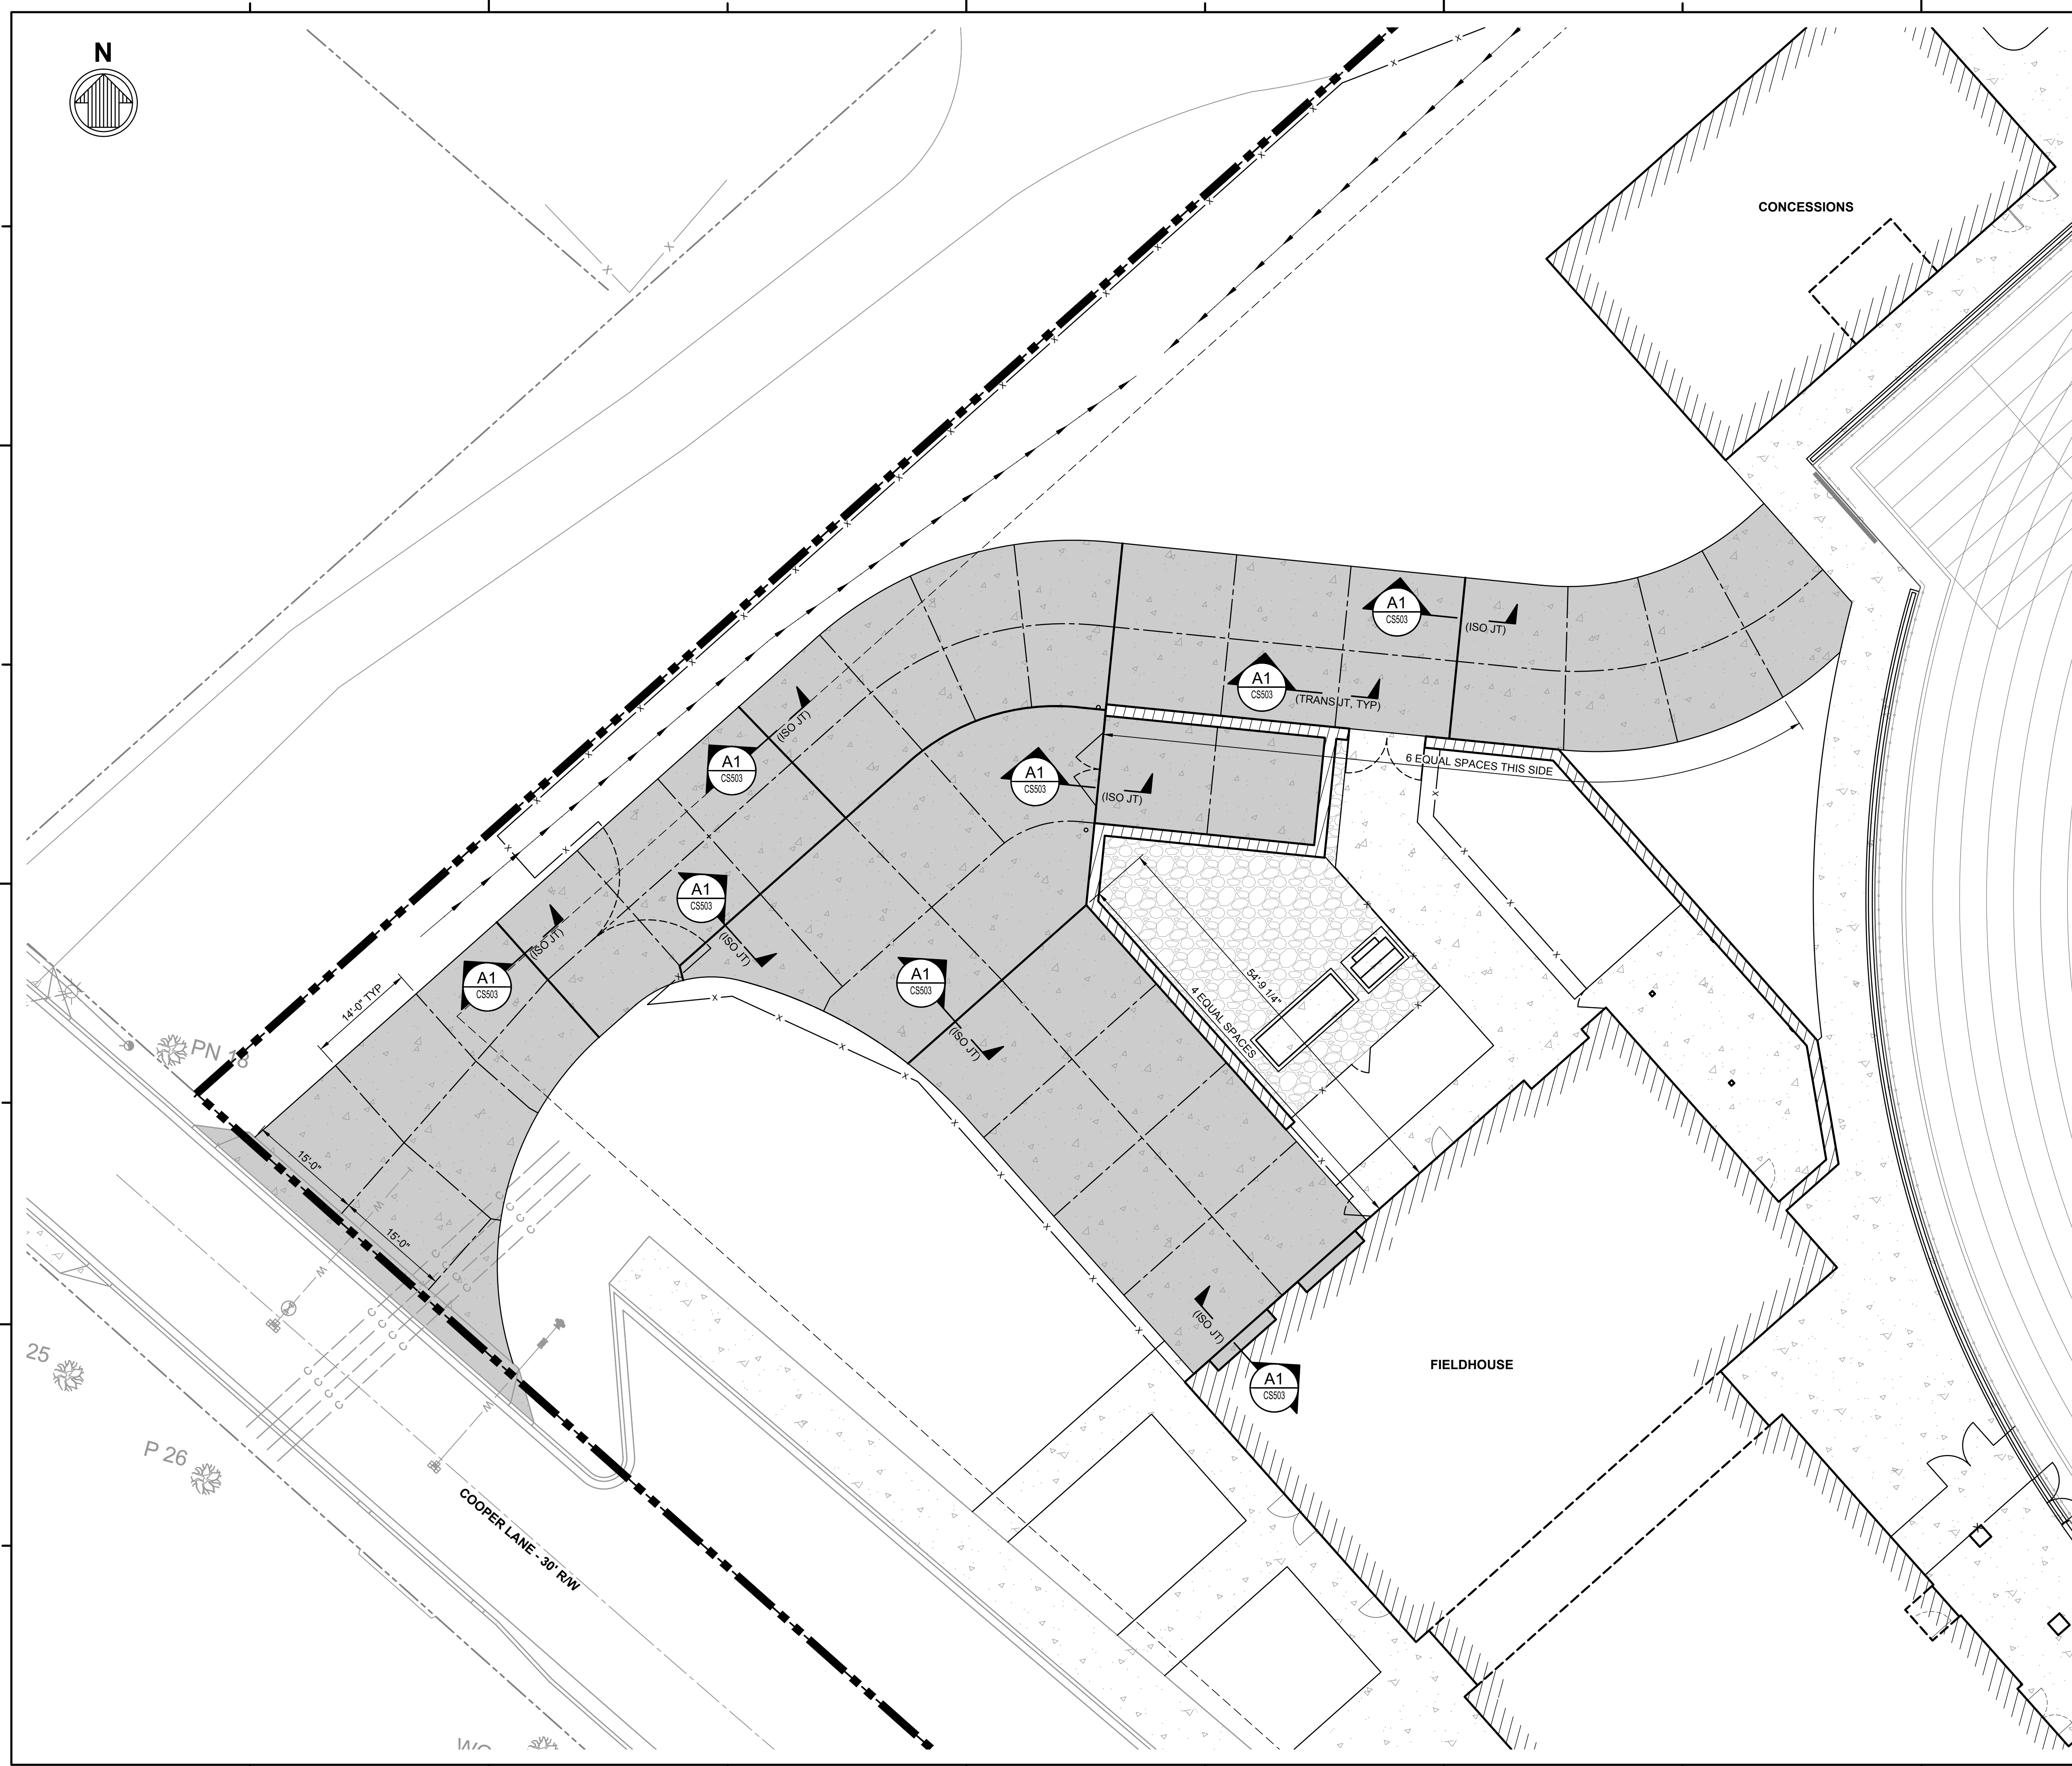 N
CONCESSIONS
A1
CS503
(ISO JT)
A1
CS503
(TRANS JT, TYP)
(ISO JT)
A1
CS503
A1
CS503
(ISO JT)
6 EQUAL SPACES THIS SIDE
A1
CS503
(ISO JT)
(ISO JT)
A1
CS503
A1
CS503
(ISO JT)
54'-9 1/4"
4 EQUAL SPACES
14'-0" TYP
PN 18
15'-0"
15'-0"
(ISO JT)
A1
CS503
FIELDHOUSE
25
P 26
COOPER LANE - 30' R/W